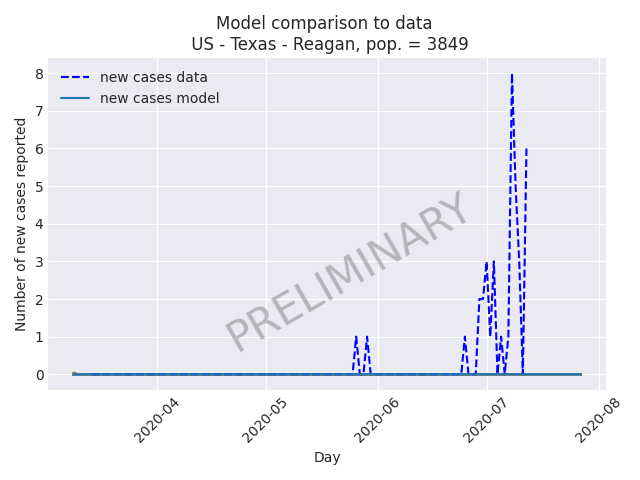 Model comparison to data
US - Texas - Reagan, pop. = 3849
new cases data
new cases model
Number of new cases reported
8
7
6
5
4
3
2
1
0
PRELIMINARY
2020-04
2020-05
2020-06
2020-07
2020-08
Day